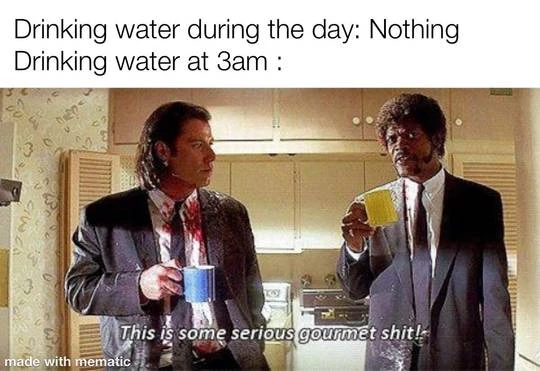 Drinking water during the day: Nothing
Drinking water at 3am :
This is some serious gourmet shit!
made with mematic